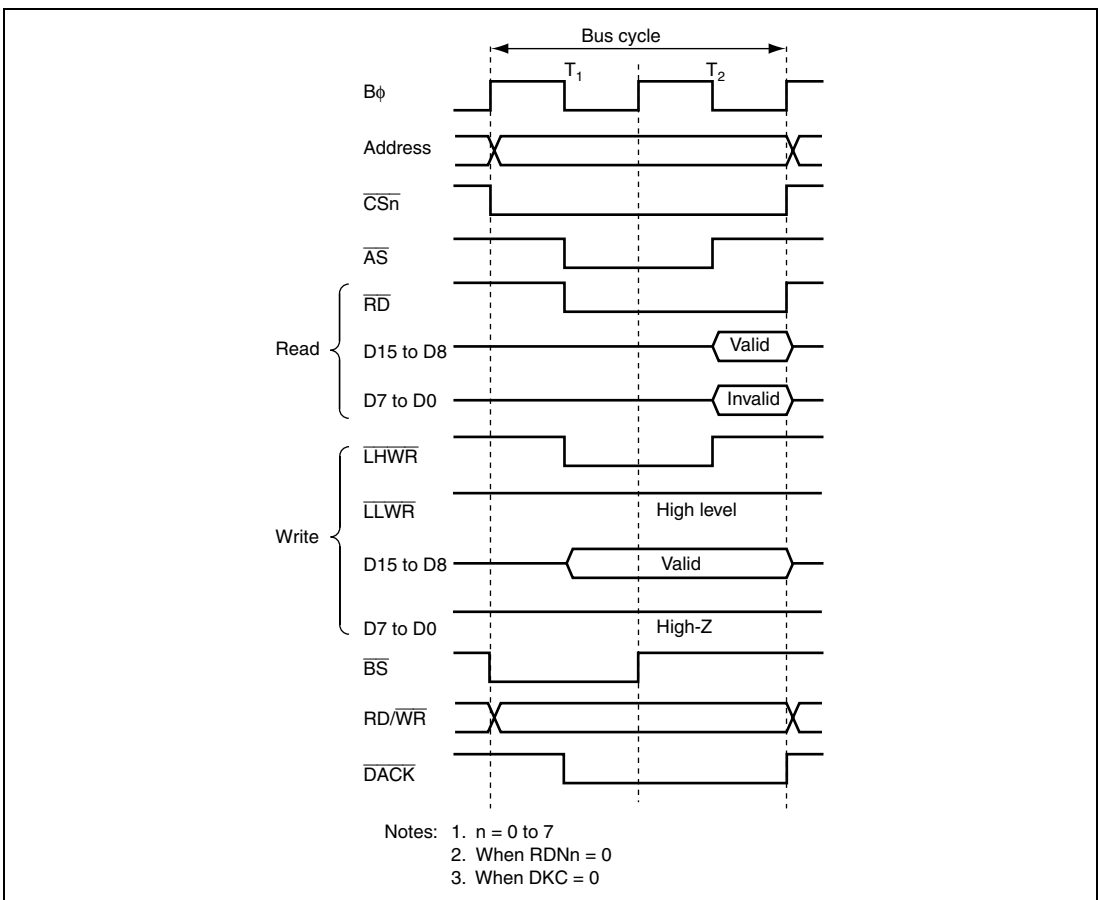 Bus cycle
T1 T2
Bϕ
Address
CSn
AS
RD
Read
Valid
D15 to D8
Invalid
D7 to D0
LHWR
LLWR
High level
Write
D15 to D8
Valid
D7 to D0
High-Z
BS
RD/WR
DACK
Notes: 1. n = 0 to 7
2. When RDNn = 0
3. When DKC = 0